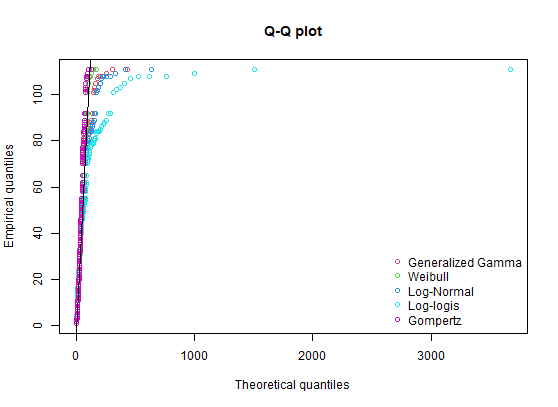 Q-Q plot
Empirical quantiles
100
80
60
40
20
0
Generalized Gamma
Weibull
Log-Normal
Log-logis
Gompertz
0 1000 2000 3000
Theoretical quantiles